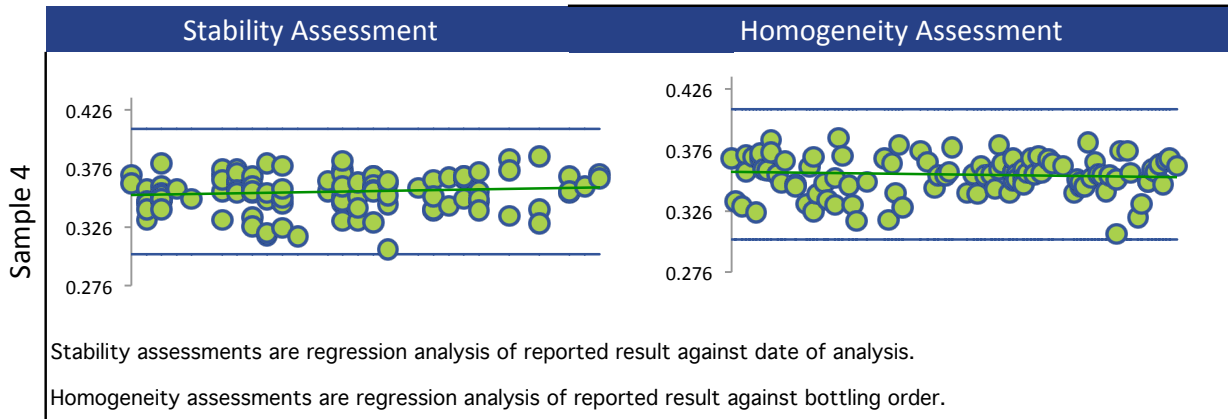 Stability Assessment
Homogeneity Assessment
Sample 4
0.426
0.376
0.326
0.276
0.426
0.376
0.326
0.276
Stability assessments are regression analysis of reported result against date of analysis.
Homogeneity assessments are regression analysis of reported result against bottling order.